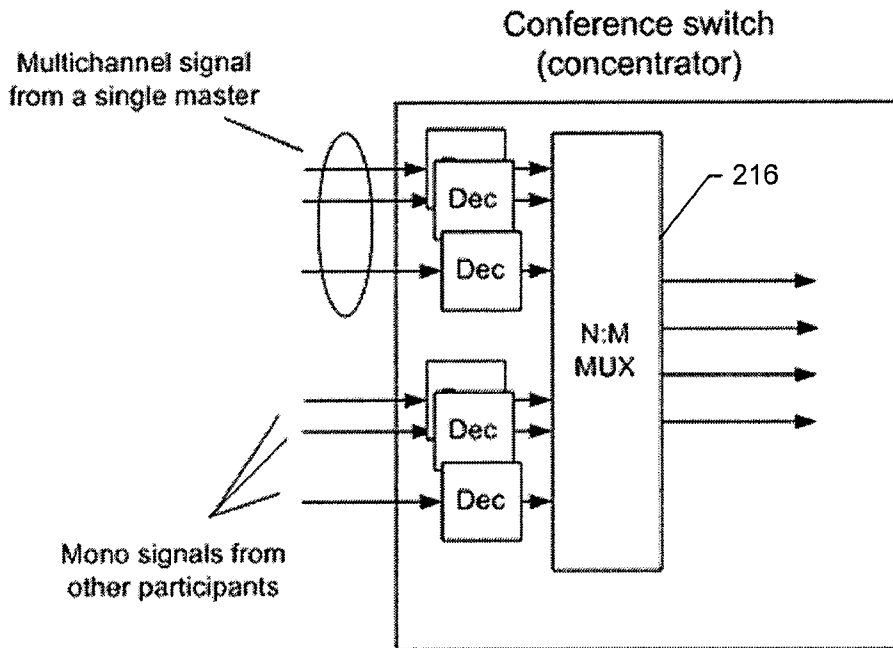 Conference switch
(concentrator)
Multichannel signal
from a single master
216
Dec
Dec
N:M
MUX
Dec
Dec
Mono signals from
other participants